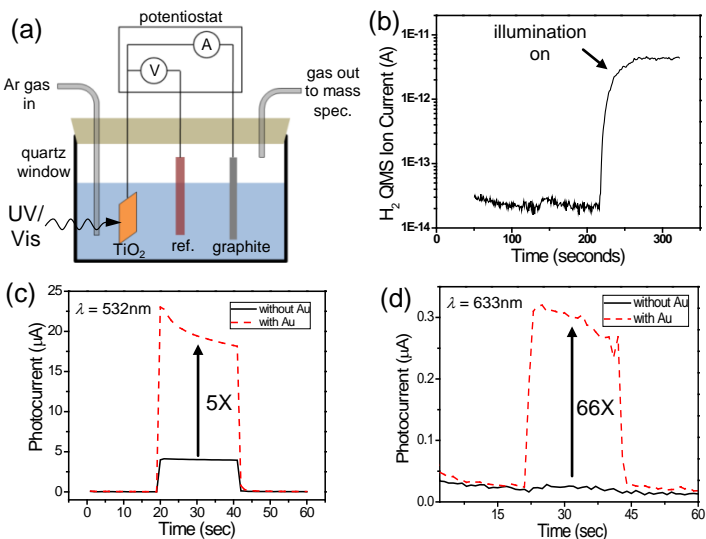 (a)
potentiostat
A
V
Ar gas
in
gas out
to mass
spec.
quartz
window
UV/
Vis
TiO2
ref.
graphite
(b)
illumination
on
1E-11
1E-12
1E-13
1E-14
H2 QMS Ion Current (A)
0
100
200
300
Time (seconds)
(c)
λ = 532nm
without Au
with Au
25
20
15
10
5
0
Photocurrent (μA)
5X
0
10
20
30
40
50
60
Time (sec)
(d)
λ = 633nm
without Au
with Au
0.3
0.2
0.1
0.0
Photocurrent (μA)
66X
15
30
45
60
Time (sec)